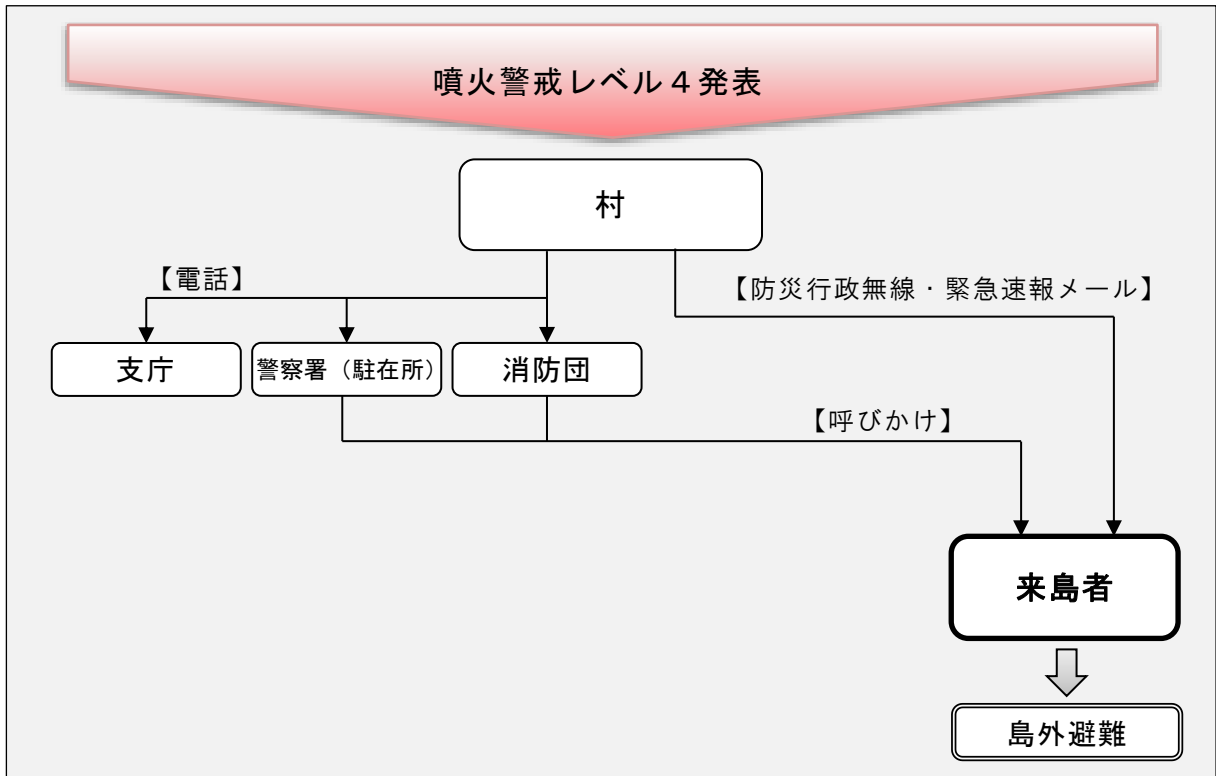 噴火警戒レベル４発表
村
【電話】
【防災行政無線・緊急速報メール】
支庁
警察署（駐在所）
消防団
【呼びかけ】
来島者
島外避難